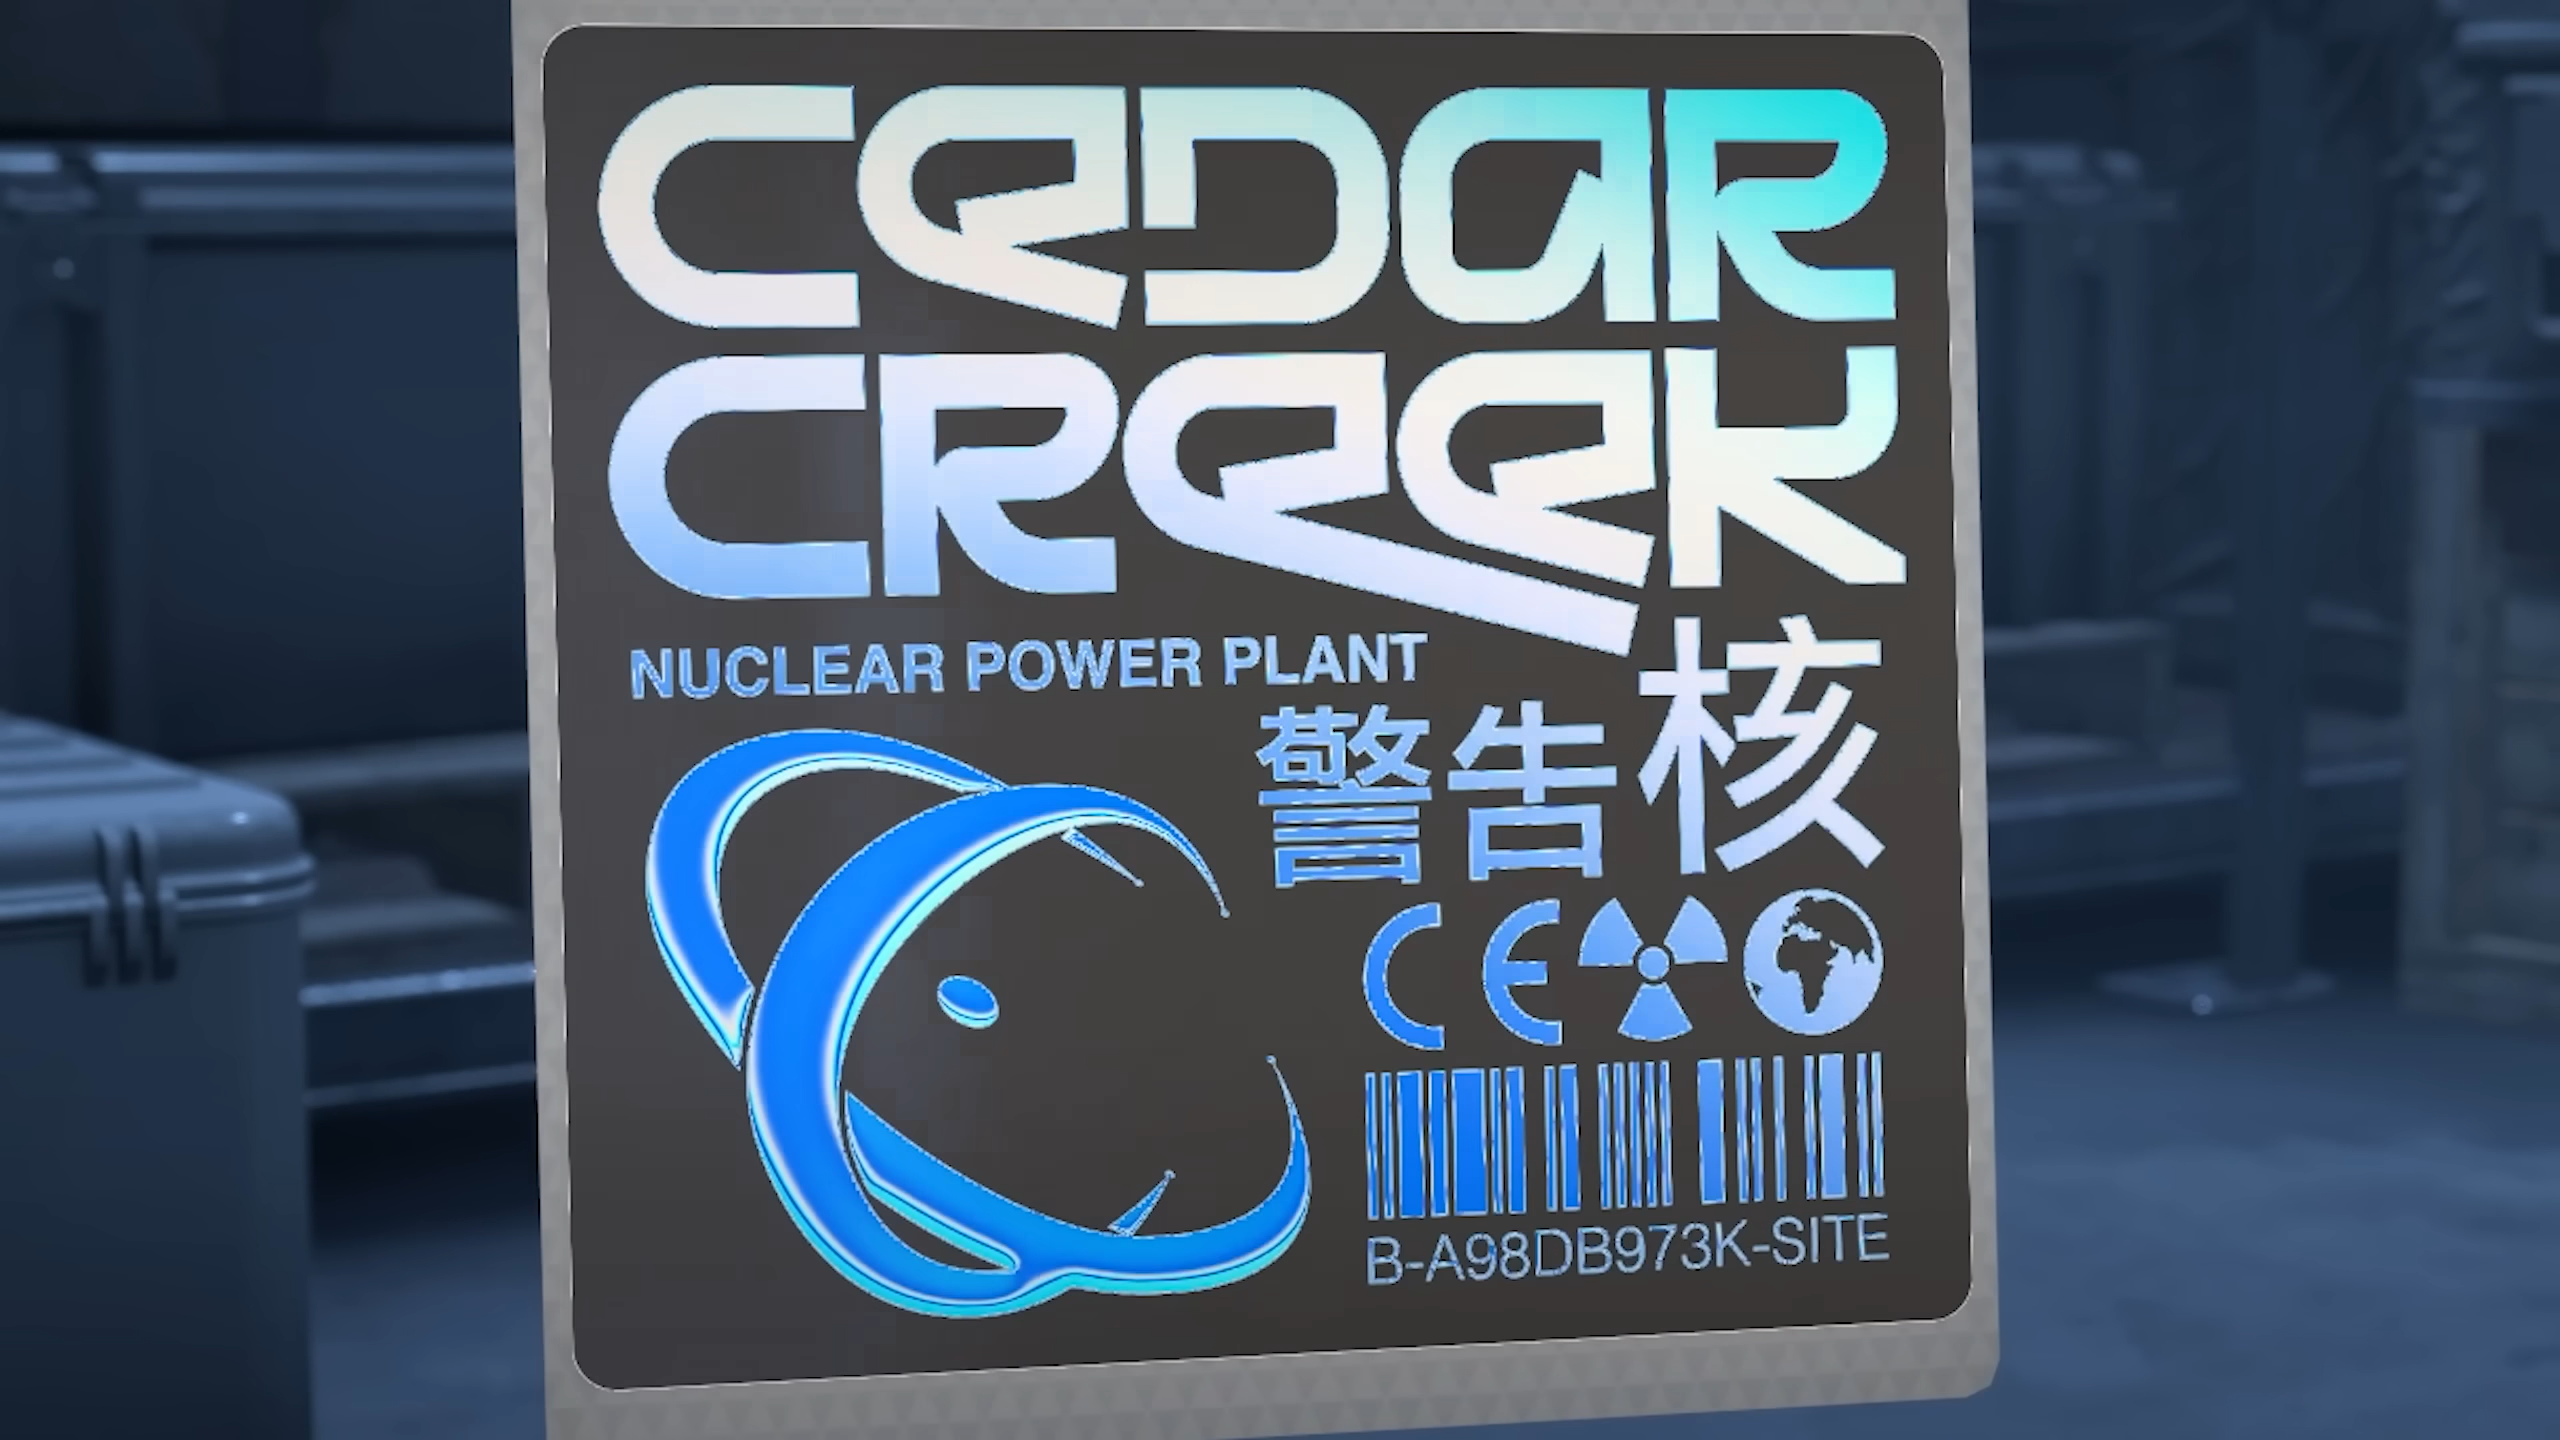 CEDAR
CREEK
NUCLEAR POWER PLANT
警告核
CE
B-A98DB973K-SITE